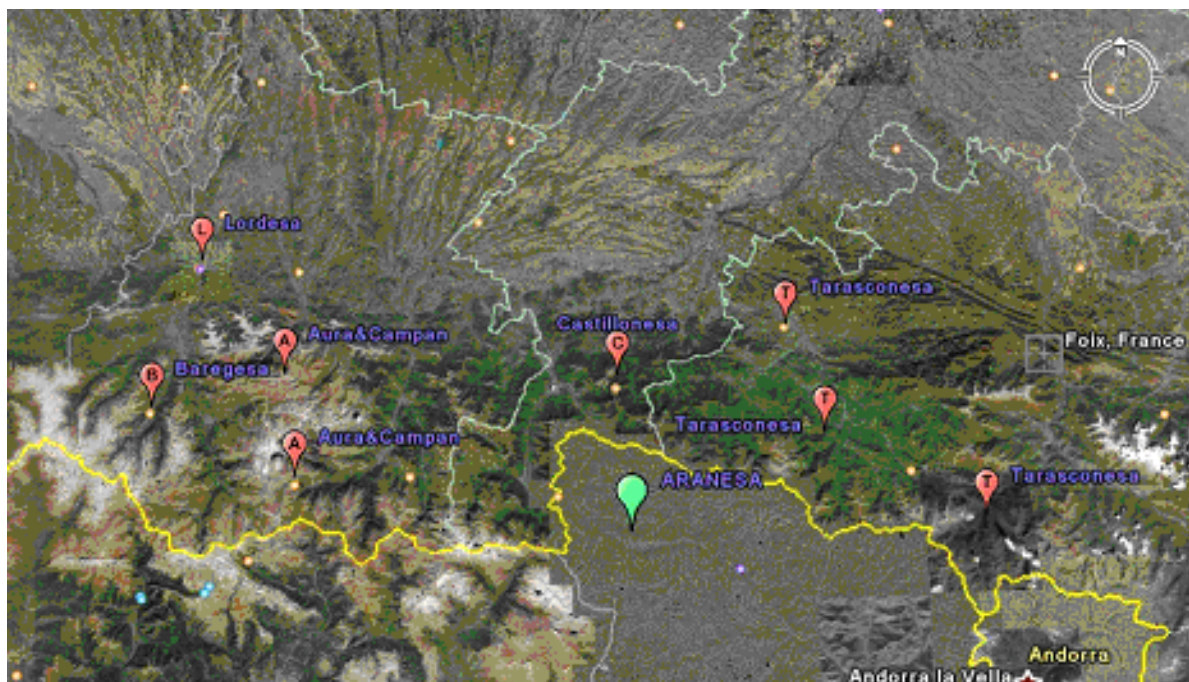 N
L Lordesa
T Tarasconesa
A Aura&Campan
C Castillonesa
Foix, France
B Baregesa
T Tarasconesa
A Aura&Campan
T Tarasconesa
ARANESA
Andorra
Andorra la Vella